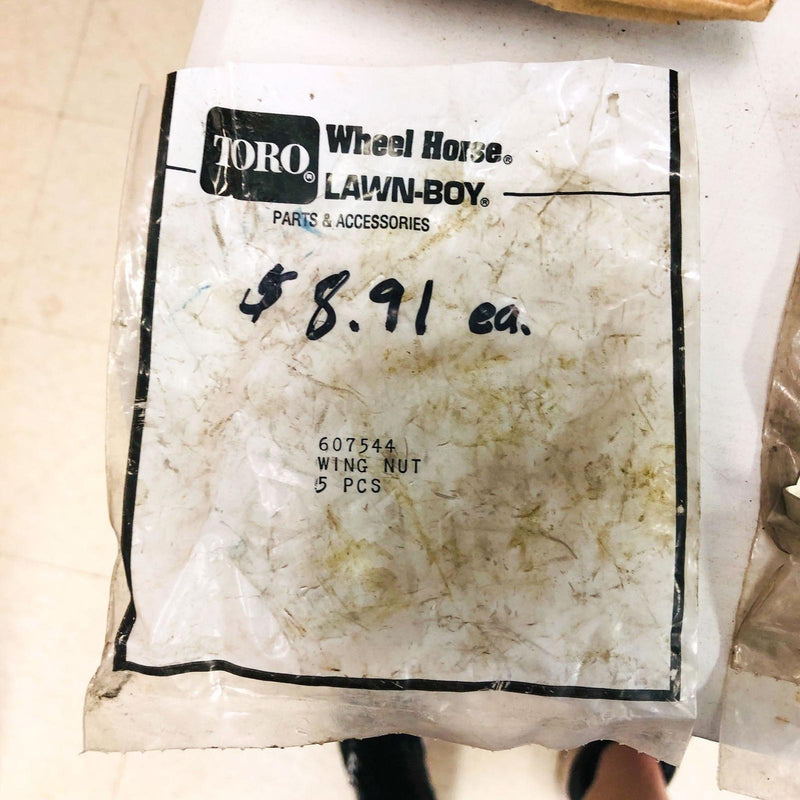 TORO®
Wheel Horse®
LAWN-BOY®
PARTS & ACCESSORIES
$8.91 ea.
607544
WING NUT
5 PCS